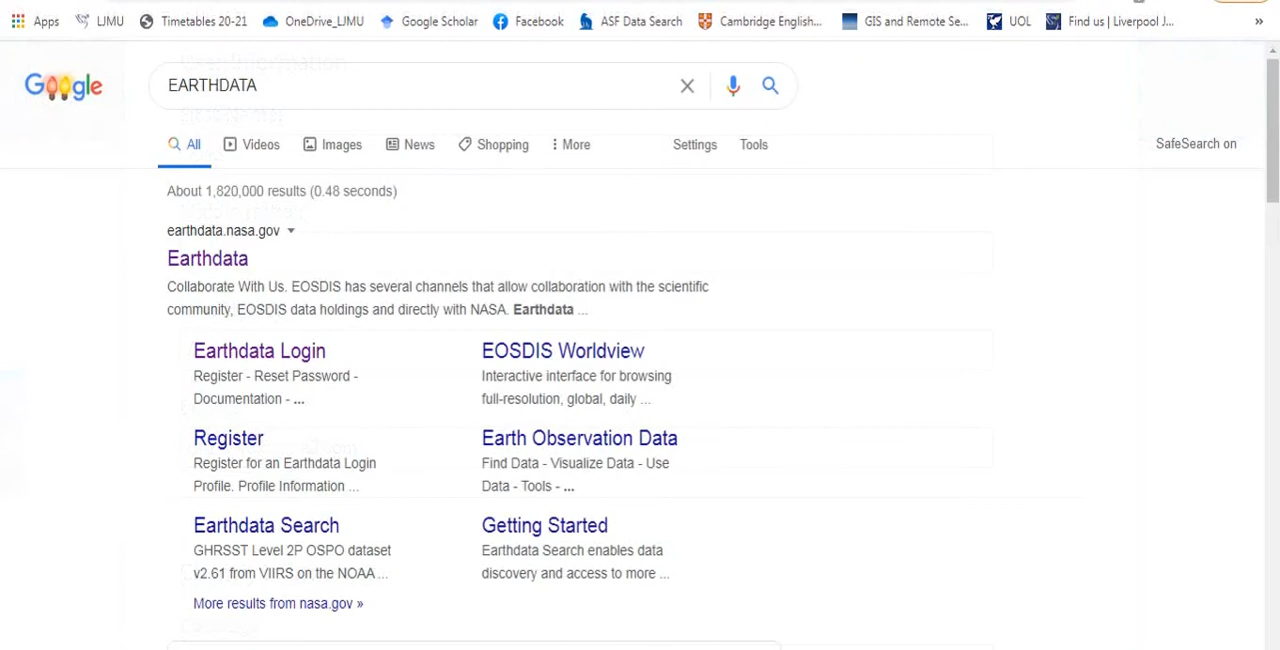 Apps LJMU Timetables 20-21 OneDrive_LJMU Google Scholar Facebook ASF Data Search Cambridge English... GIS and Remote Se... UOL Find us | Liverpool J... »
Google EARTHDATA
All Videos Images News Shopping More Settings Tools SafeSearch on
About 1,820,000 results (0.48 seconds)
earthdata.nasa.gov
Earthdata
Collaborate With Us. EOSDIS has several channels that allow collaboration with the scientific
community, EOSDIS data holdings and directly with NASA. Earthdata ...
Earthdata Login
Register - Reset Password -
Documentation - ...
EOSDIS Worldview
Interactive interface for browsing
full-resolution, global, daily ...
Register
Register for an Earthdata Login
Profile. Profile Information ...
Earth Observation Data
Find Data - Visualize Data - Use
Data - Tools - ...
Earthdata Search
GHRSST Level 2P OSPO dataset
v2.61 from VIIRS on the NOAA ...
Getting Started
Earthdata Search enables data
discovery and access to more ...
More results from nasa.gov »